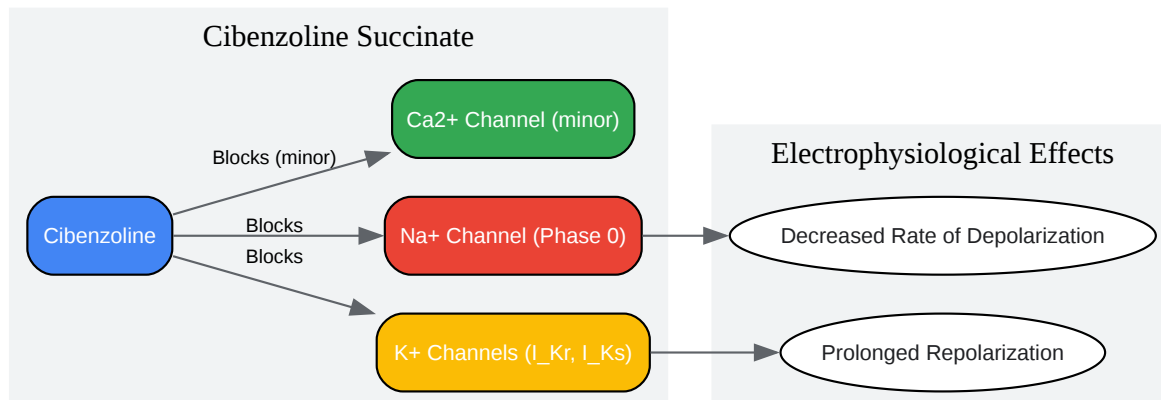 Cibenzoline Succinate
Ca2+ Channel (minor)
Blocks (minor)
Electrophysiological Effects
Cibenzoline
Blocks
Na+ Channel (Phase 0)
Decreased Rate of Depolarization
Blocks
K+ Channels (I_Kr, I_Ks)
Prolonged Repolarization